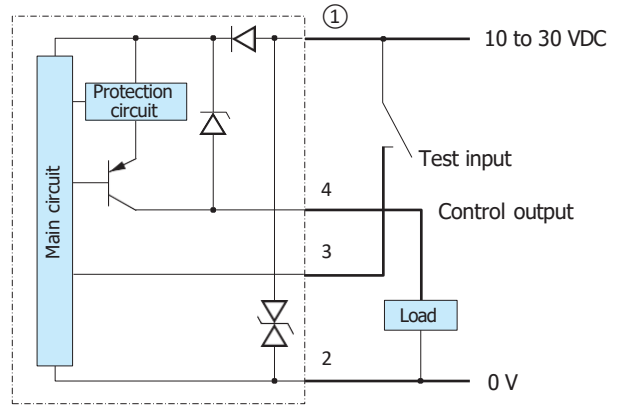 ①
10 to 30 VDC
Protection
circuit
Test input
Main circuit
4
Control output
3
Load
2
0 V